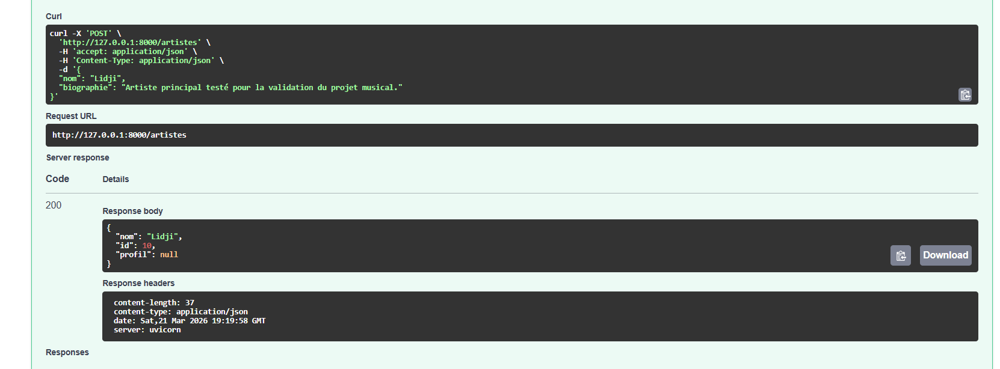 Curl
curl -X 'POST' \
  'http://127.0.0.1:8000/artistes' \
  -H 'accept: application/json' \
  -H 'Content-Type: application/json' \
  -d '{
  "nom": "Lidji",
  "biographie": "Artiste principal testé pour la validation du projet musical."
}'
Request URL
http://127.0.0.1:8000/artistes
Server response
Code Details
200
Response body
{
  "nom": "Lidji",
  "id": 10,
  "profil": null
}
Download
Response headers
content-length: 37
content-type: application/json
date: Sat,21 Mar 2026 19:19:58 GMT
server: uvicorn
Responses